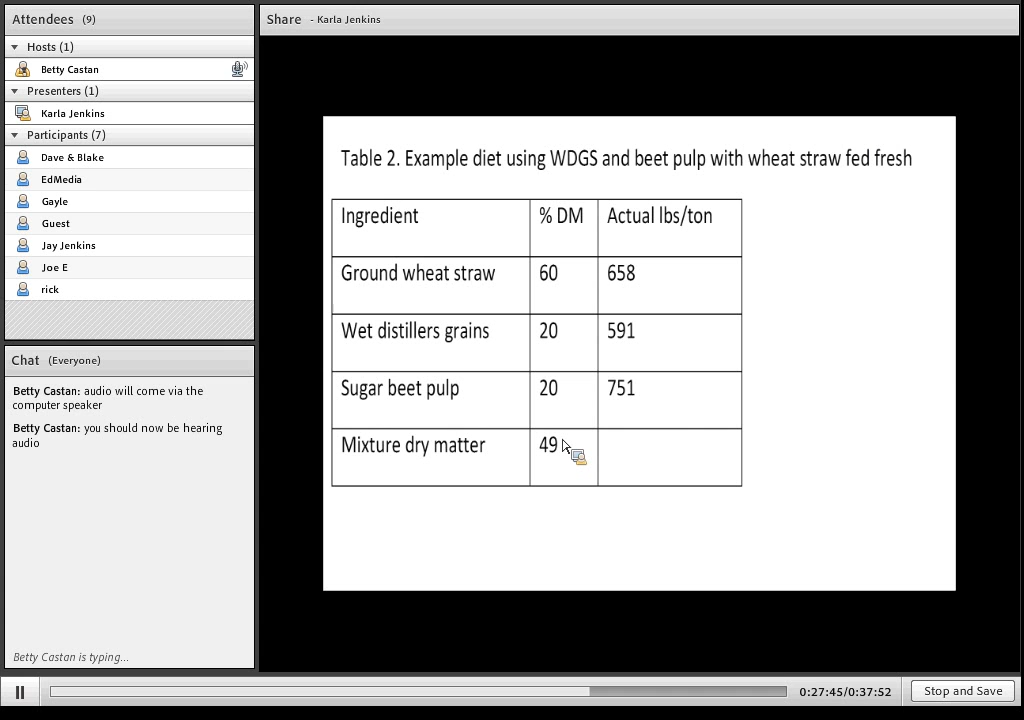 Attendees (9)
Hosts (1)
Betty Castan
Presenters (1)
Karla Jenkins
Participants (7)
Dave & Blake
EdMedia
Gayle
Guest
Jay Jenkins
Joe E
rick
Chat (Everyone)
Betty Castan: audio will come via the
computer speaker
Betty Castan: you should now be hearing
audio
Betty Castan is typing...
Share - Karla Jenkins
Table 2. Example diet using WDGS and beet pulp with wheat straw fed fresh
Ingredient % DM Actual lbs/ton
Ground wheat straw 60 658
Wet distillers grains 20 591
Sugar beet pulp 20 751
Mixture dry matter 49
0:27:45/0:37:52
Stop and Save